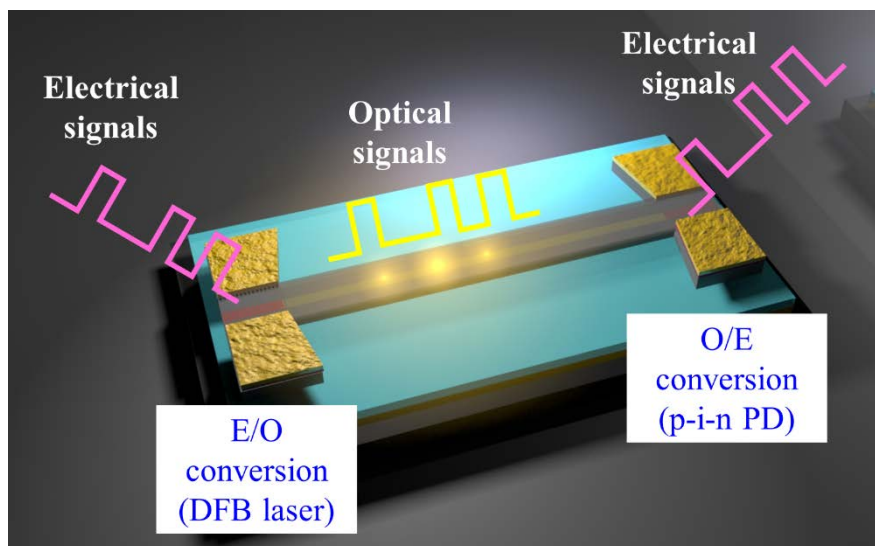 Electrical
signals
Optical
signals
Electrical
signals
E/O
conversion
(DFB laser)
O/E
conversion
(p-i-n PD)